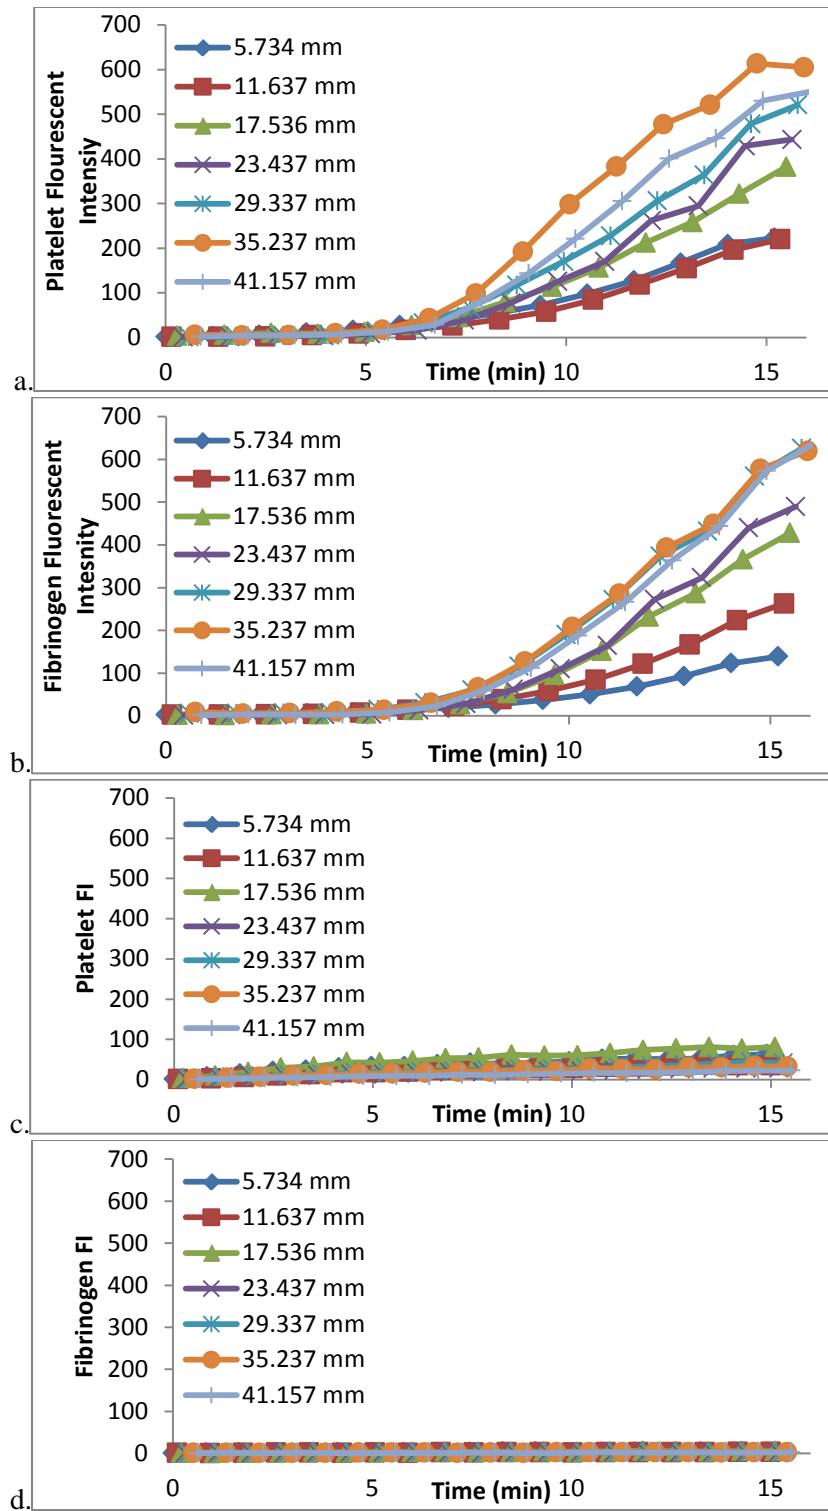 700
600
500
400
300
200
100
0
Platelet Flourescent
Intensiy
5.734 mm
11.637 mm
17.536 mm
23.437 mm
29.337 mm
35.237 mm
41.157 mm
0
5
Time (min)
10
15
a.
700
600
500
400
300
200
100
0
Fibrinogen Fluorescent
Intesnity
5.734 mm
11.637 mm
17.536 mm
23.437 mm
29.337 mm
35.237 mm
41.157 mm
0
5
Time (min)
10
15
b.
700
600
500
400
300
200
100
0
Platelet FI
5.734 mm
11.637 mm
17.536 mm
23.437 mm
29.337 mm
35.237 mm
41.157 mm
0
5
Time (min)
10
15
c.
700
600
500
400
300
200
100
0
Fibrinogen FI
5.734 mm
11.637 mm
17.536 mm
23.437 mm
29.337 mm
35.237 mm
41.157 mm
0
5
Time (min)
10
15
d.